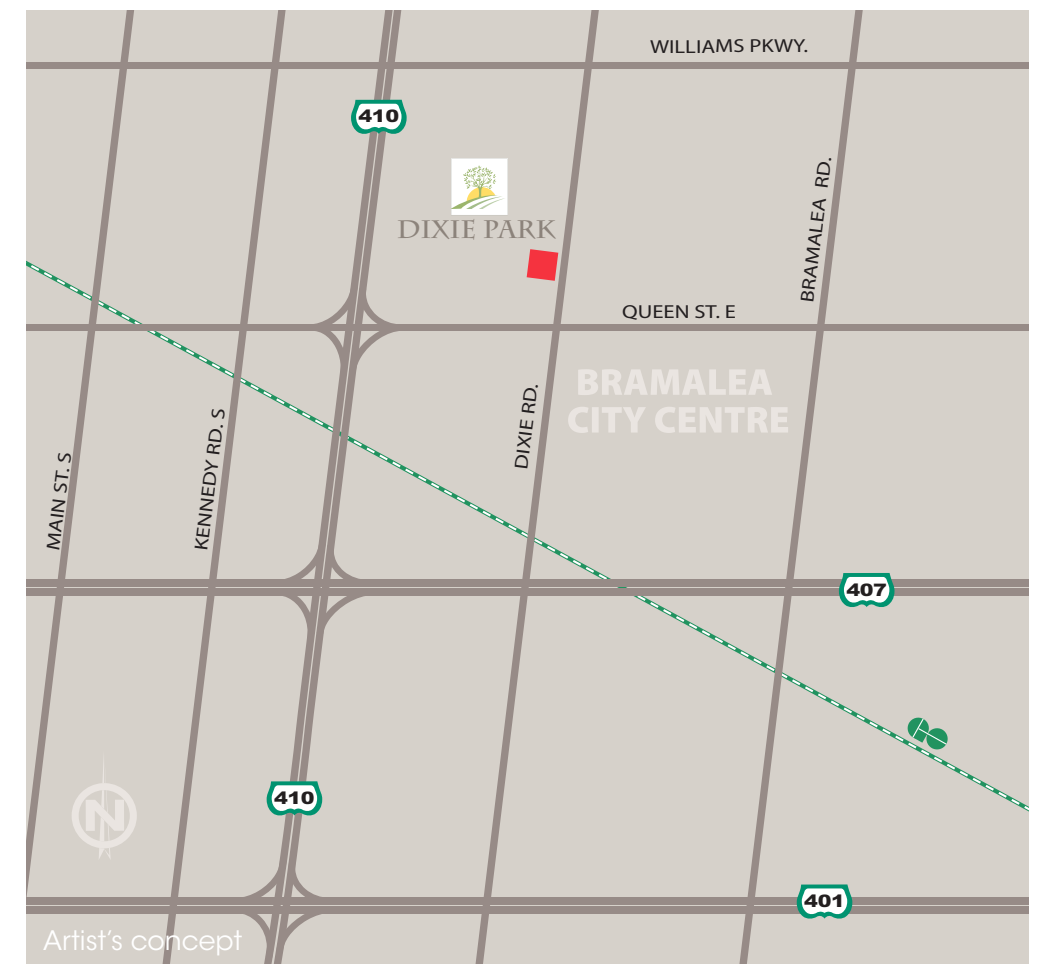 WILLIAMS PKWY.
410
DIXIE PARK
BRAMALEA RD.
QUEEN ST. E
BRAMALEA
CITY CENTRE
DIXIE RD.
KENNEDY RD. S
MAIN ST. S
407
410
N
401
Artist's concept